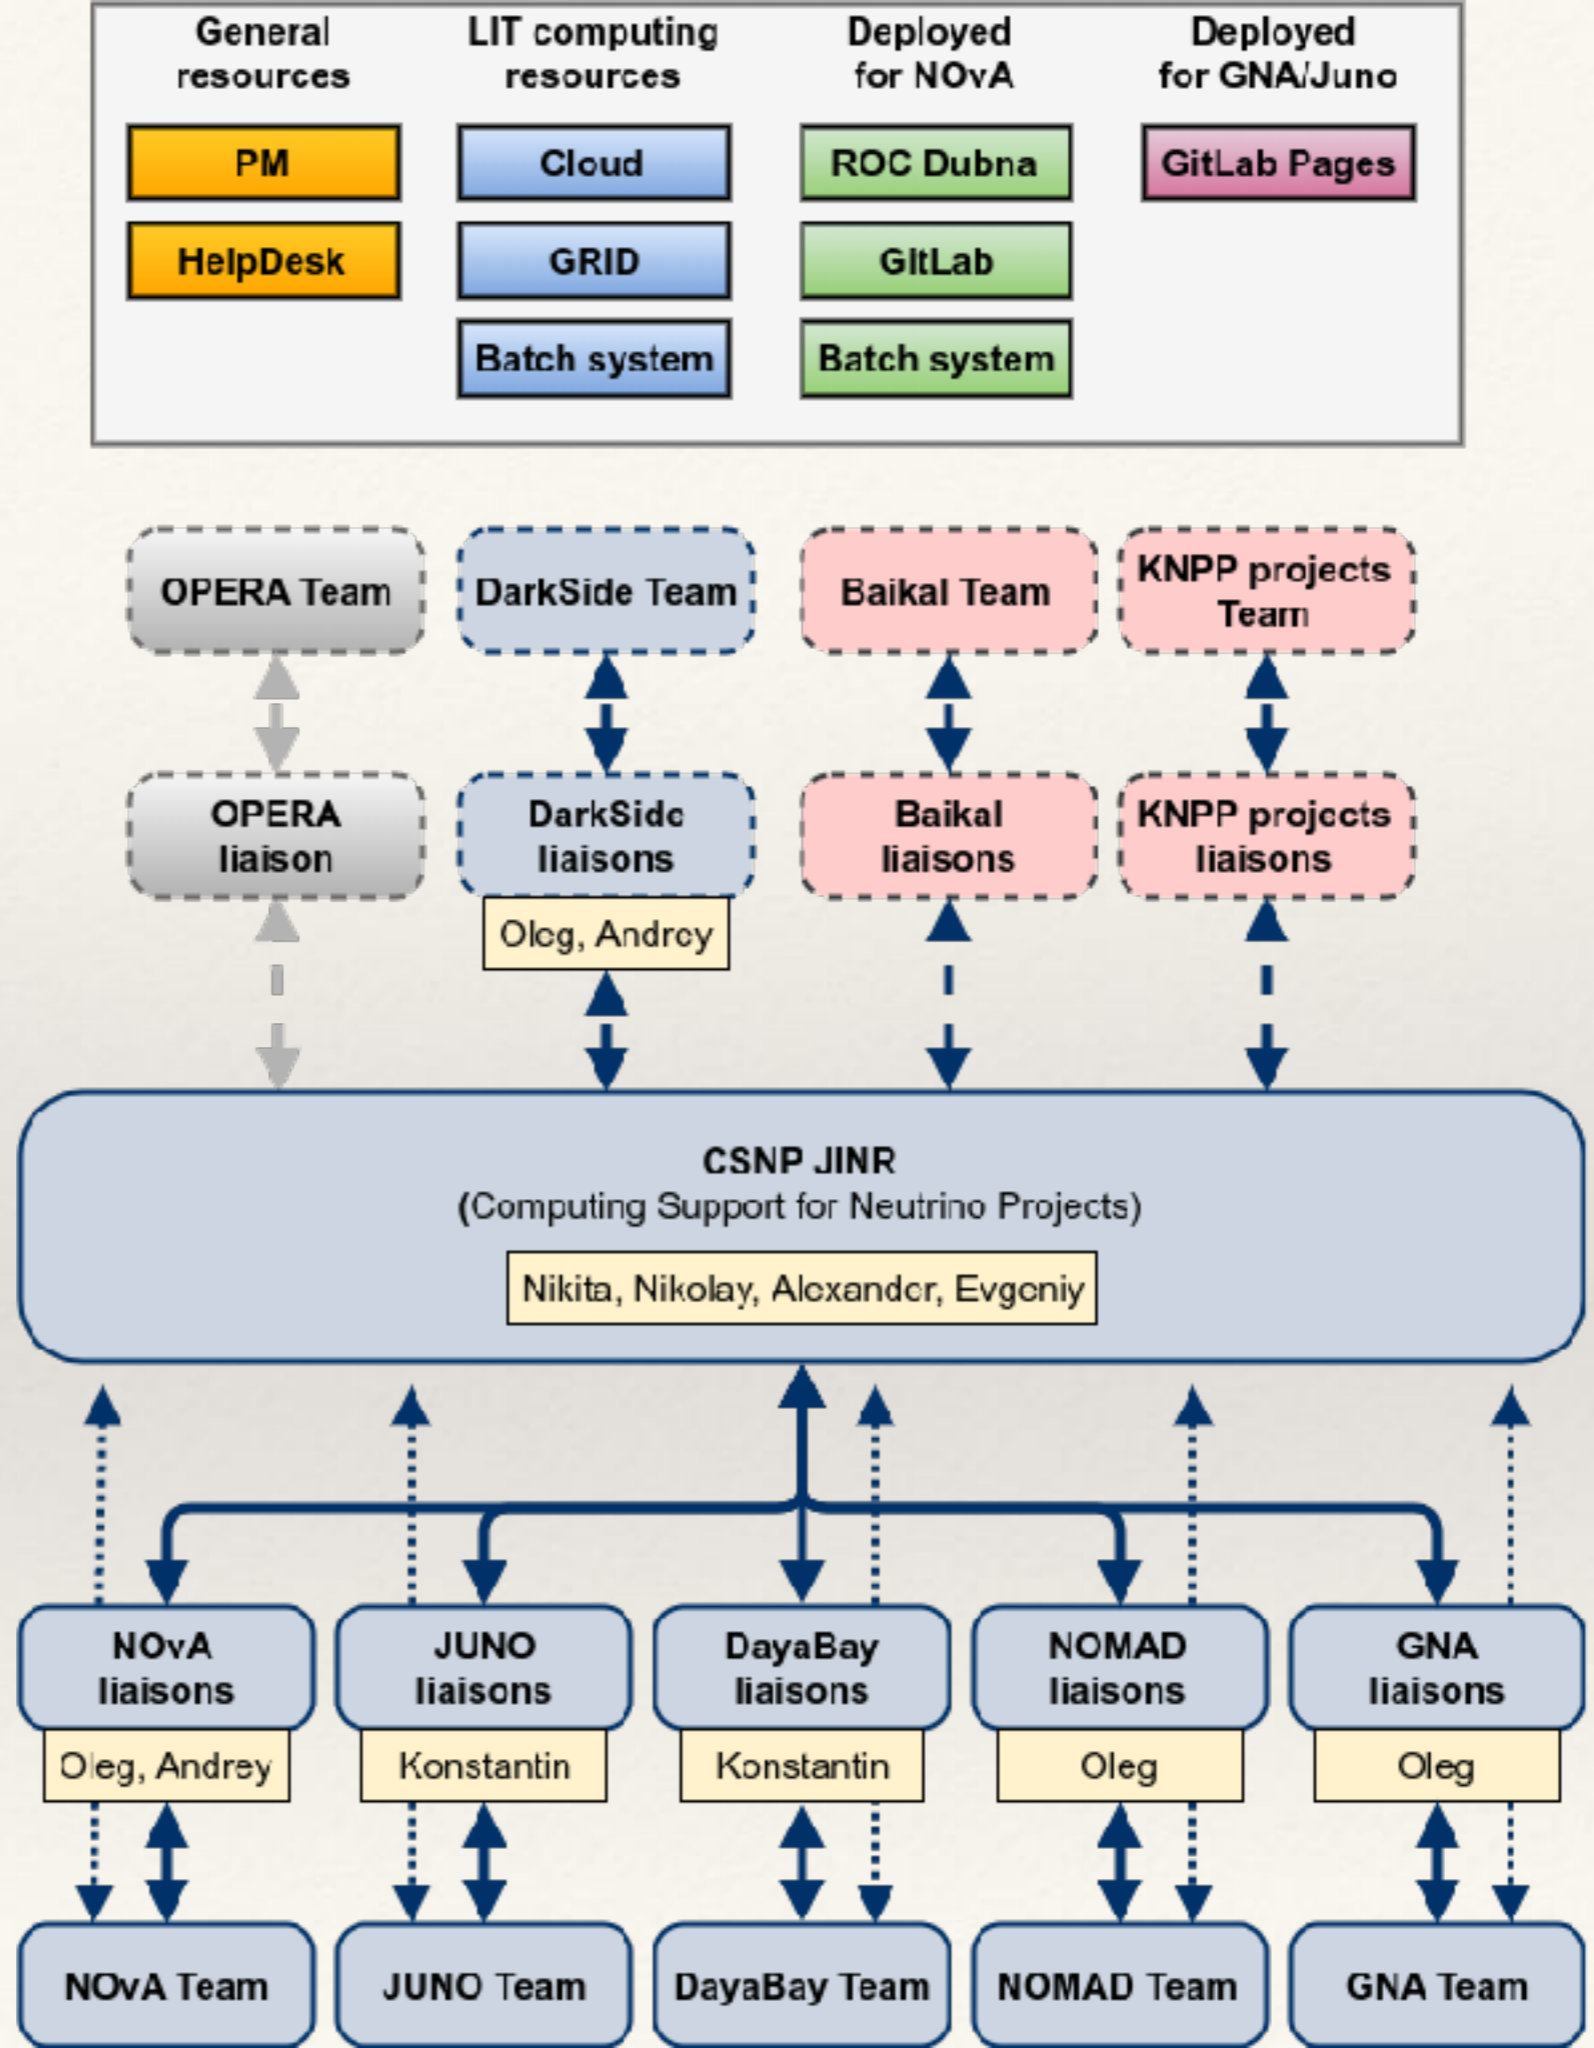 General
resources
LIT computing
resources
Deployed
for NOvA
Deployed
for GNA/Juno
PM
Cloud
ROC Dubna
GitLab Pages
HelpDesk
GRID
GitLab
Batch system
Batch system
OPERA Team
DarkSide Team
Baikal Team
KNPP projects
Team
OPERA
liaison
DarkSide
liaisons
Baikal
liaisons
KNPP projects
liaisons
Oleg, Andrey
CSNP JINR
(Computing Support for Neutrino Projects)
Nikita, Nikolay, Alexander, Evgeniy
NOvA
liaisons
JUNO
liaisons
DayaBay
liaisons
NOMAD
liaisons
GNA
liaisons
Oleg, Andrey
Konstantin
Konstantin
Oleg
Oleg
NOvA Team
JUNO Team
DayaBay Team
NOMAD Team
GNA Team